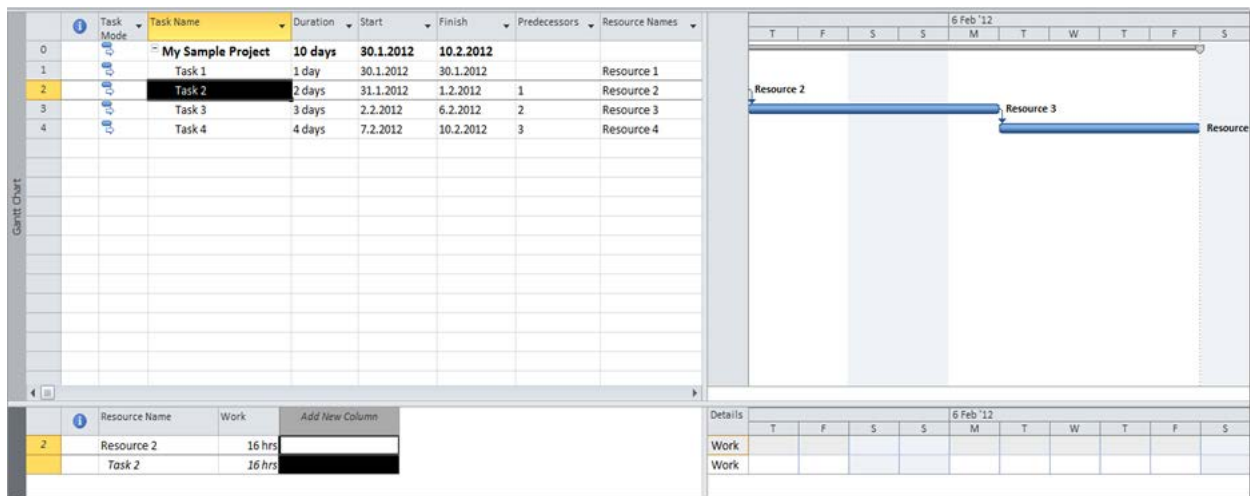 Task Mode Task Name Duration Start Finish Predecessors Resource Names
0 My Sample Project 10 days 30.1.2012 10.2.2012
1 Task 1 1 day 30.1.2012 30.1.2012 Resource 1
2 Task 2 2 days 31.1.2012 1.2.2012 1 Resource 2
3 Task 3 3 days 2.2.2012 6.2.2012 2 Resource 3
4 Task 4 4 days 7.2.2012 10.2.2012 3 Resource 4
Gantt Chart
6 Feb '12
T F S S M T W T F S
Resource 2
Resource 3
Resource
Resource Name Work Add New Column
2 Resource 2 16 hrs
Task 2 16 hrs
Details 6 Feb '12
T F S S M T W T F S
Work
Work